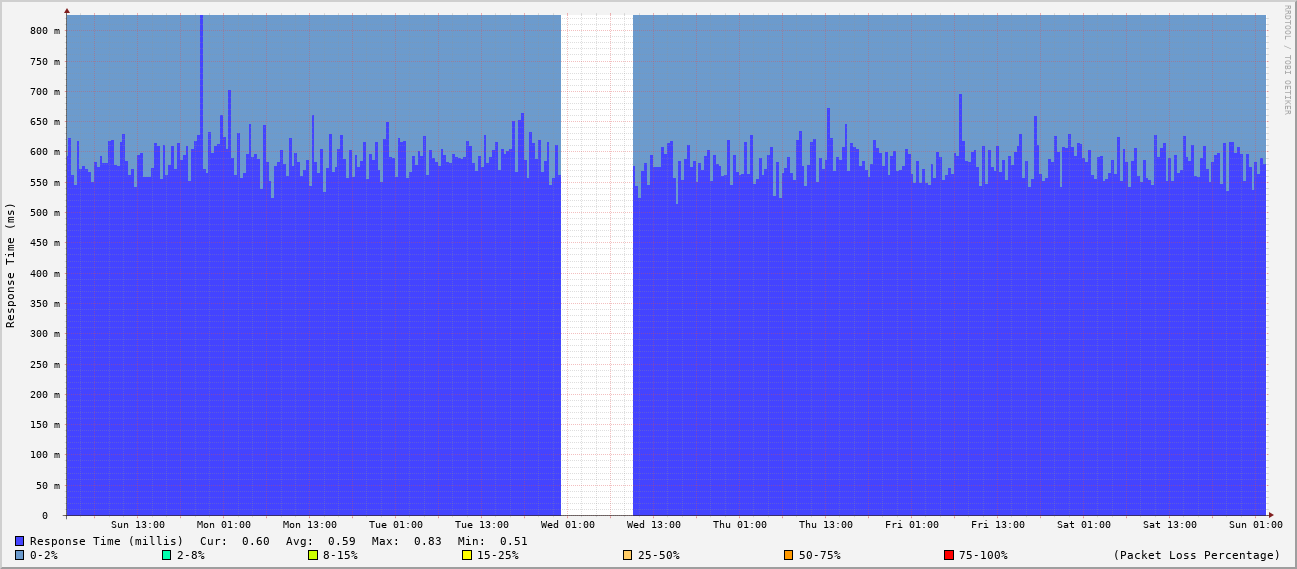 RRDTOOL / TOBI OETIKER
Response Time (ms)
800 m
750 m
700 m
650 m
600 m
550 m
500 m
450 m
400 m
350 m
300 m
250 m
200 m
150 m
100 m
50 m
0
Sun 13:00 Mon 01:00 Mon 13:00 Tue 01:00 Tue 13:00 Wed 01:00 Wed 13:00 Thu 01:00 Thu 13:00 Fri 01:00 Fri 13:00 Sat 01:00 Sat 13:00 Sun 01:00
Response Time (millis) Cur: 0.60 Avg: 0.59 Max: 0.83 Min: 0.51
0-2% 2-8% 8-15% 15-25% 25-50% 50-75% 75-100% (Packet Loss Percentage)